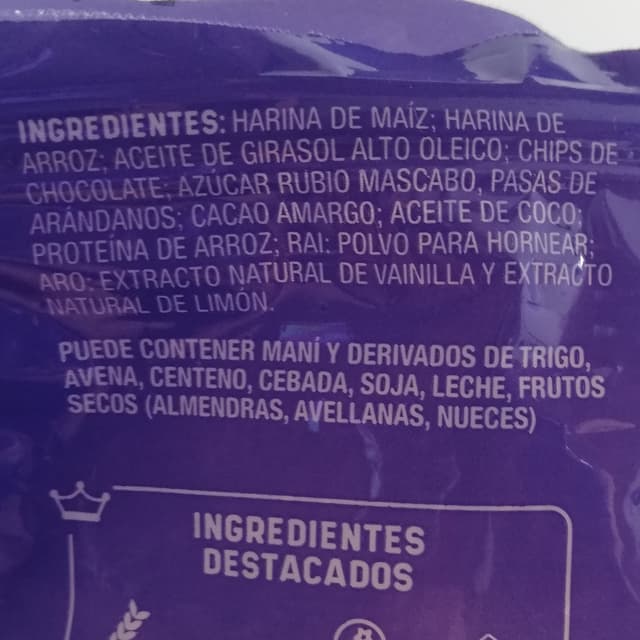 INGREDIENTES: HARINA DE MAÍZ; HARINA DE
ARROZ; ACEITE DE GIRASOL ALTO OLEICO; CHIPS DE
CHOCOLATE; AZUCAR RUBIO MASCABO, PASAS DE
ARÁNDANOS; CACAO AMARGO; ACEITE DE COCO;
PROTEÍNA DE ARROZ; RAI: POLVO PARA HORNEAR;
ARO: EXTRACTO NATURAL DE VAINILLA Y EXTRACTO
NATURAL DE LIMÓN.
PUEDE CONTENER MANÍ Y DERIVADOS DE TRIGO,
AVENA, CENTENO, CEBADA, SOJA, LECHE, FRUTOS
SECOS (ALMENDRAS, AVELLANAS, NUECES)
INGREDIENTES
DESTACADOS